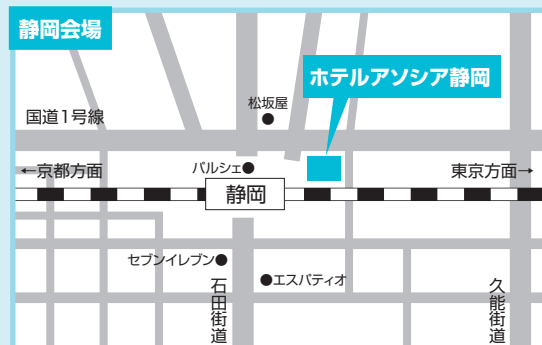 静岡会場
ホテルアソシア静岡
松坂屋
国道1号線
←京都方面
パルシェ
東京方面→
静岡
セブンイレブン
エスパティオ
石田街道
久能街道